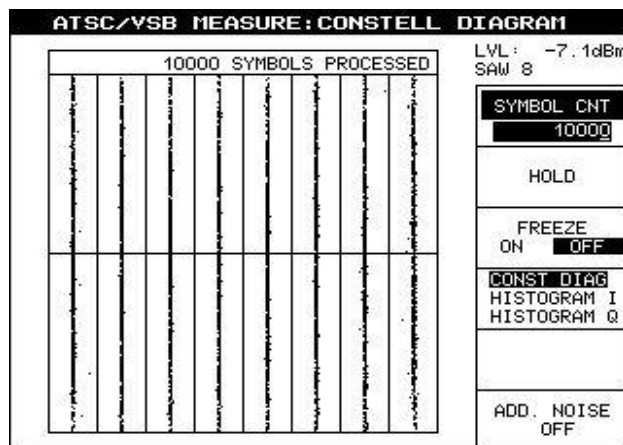 ATSC/VSB MEASURE:CONSTELL DIAGRAM
10000 SYMBOLS PROCESSED
LVL: -7.1dBm
SAW 8
SYMBOL CNT
10000
HOLD
FREEZE
ON OFF
CONST DIAG
HISTOGRAM I
HISTOGRAM Q
ADD. NOISE
OFF